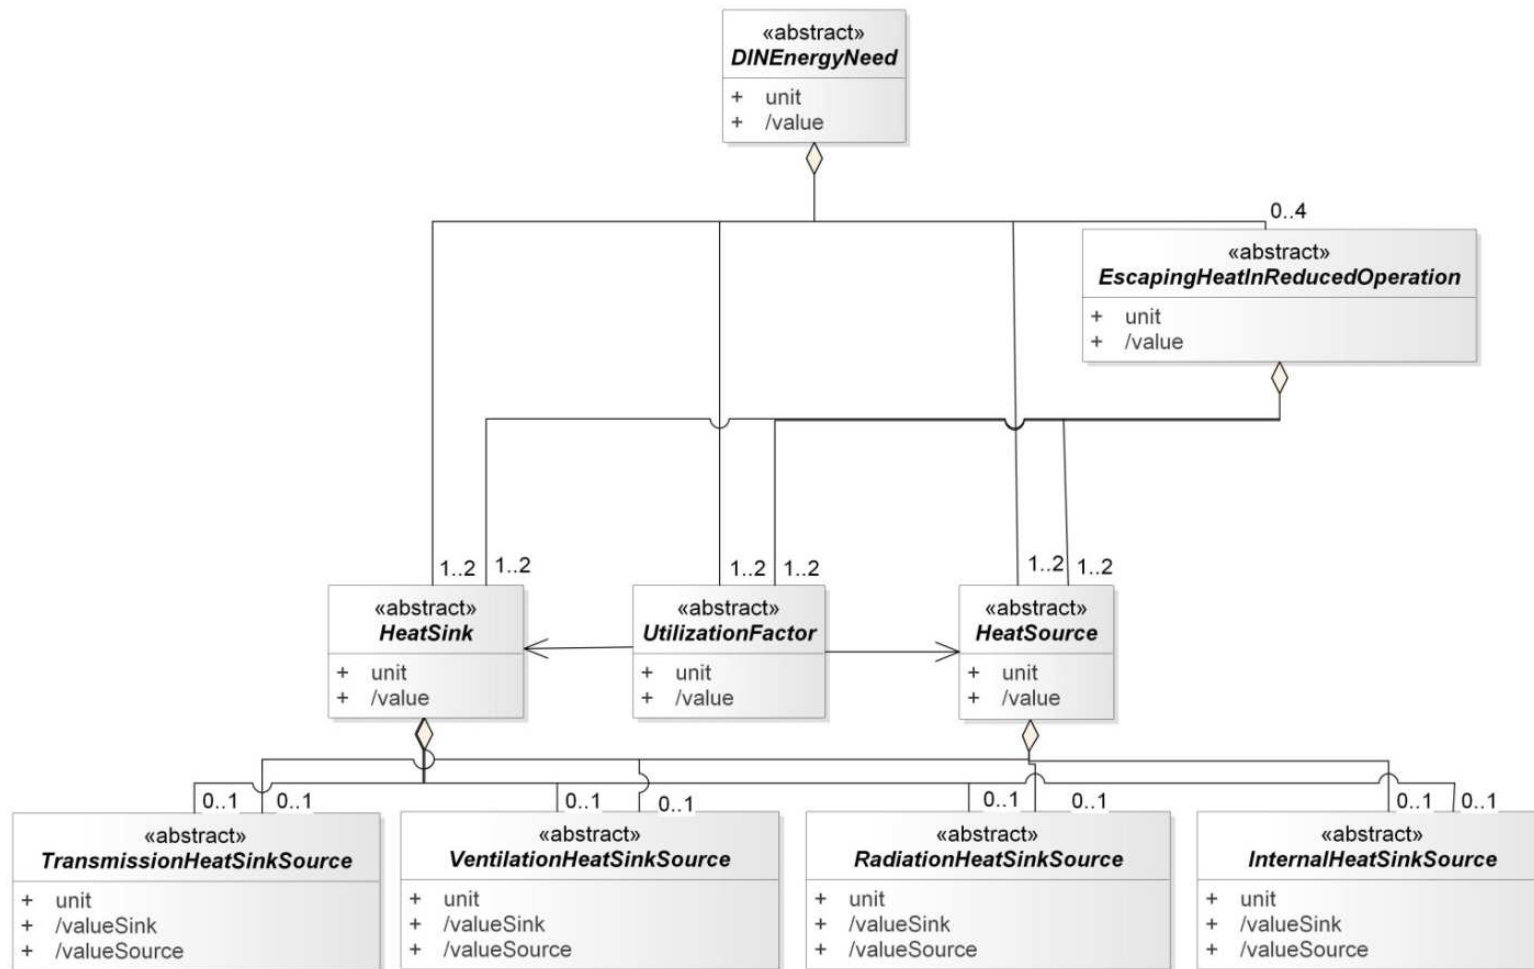 «abstract»
DINEnergyNeed
+ unit
+ /value
0..4
«abstract»
EscapingHeatInReducedOperation
+ unit
+ /value
1..2 1..2 1..2 1..2 1..2 1..2
«abstract»
HeatSink
+ unit
+ /value
«abstract»
UtilizationFactor
+ unit
+ /value
«abstract»
HeatSource
+ unit
+ /value
0..1 0..1 0..1 0..1 0..1 0..1 0..1 0..1
«abstract»
TransmissionHeatSinkSource
+ unit
+ /valueSink
+ /valueSource
«abstract»
VentilationHeatSinkSource
+ unit
+ /valueSink
+ /valueSource
«abstract»
RadiationHeatSinkSource
+ unit
+ /valueSink
+ /valueSource
«abstract»
InternalHeatSinkSource
+ unit
+ /valueSink
+ /valueSource